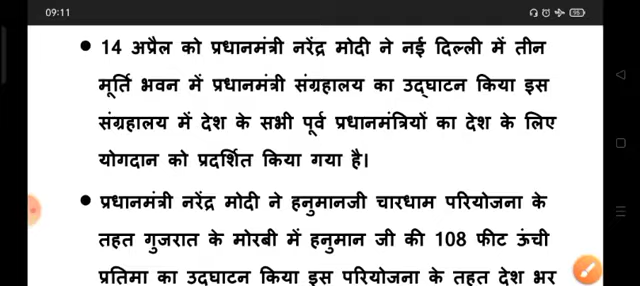 09:11
95
• 14 अप्रैल को प्रधानमंत्री नरेंद्र मोदी ने नई दिल्ली में तीन
मूर्ति भवन में प्रधानमंत्री संग्रहालय का उद्घाटन किया इस
संग्रहालय में देश के सभी पूर्व प्रधानमंत्रियों का देश के लिए
योगदान को प्रदर्शित किया गया है।
• प्रधानमंत्री नरेंद्र मोदी ने हनुमानजी चारधाम परियोजना के
तहत गुजरात के मोरबी में हनुमान जी की 108 फीट ऊंची
प्रतिमा का उद्घाटन किया इस परियोजना के तहत देश भर